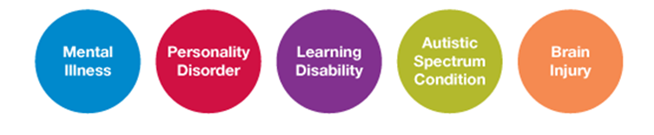 Mental
Illness
Personality
Disorder
Learning
Disability
Autistic
Spectrum
Condition
Brain
Injury